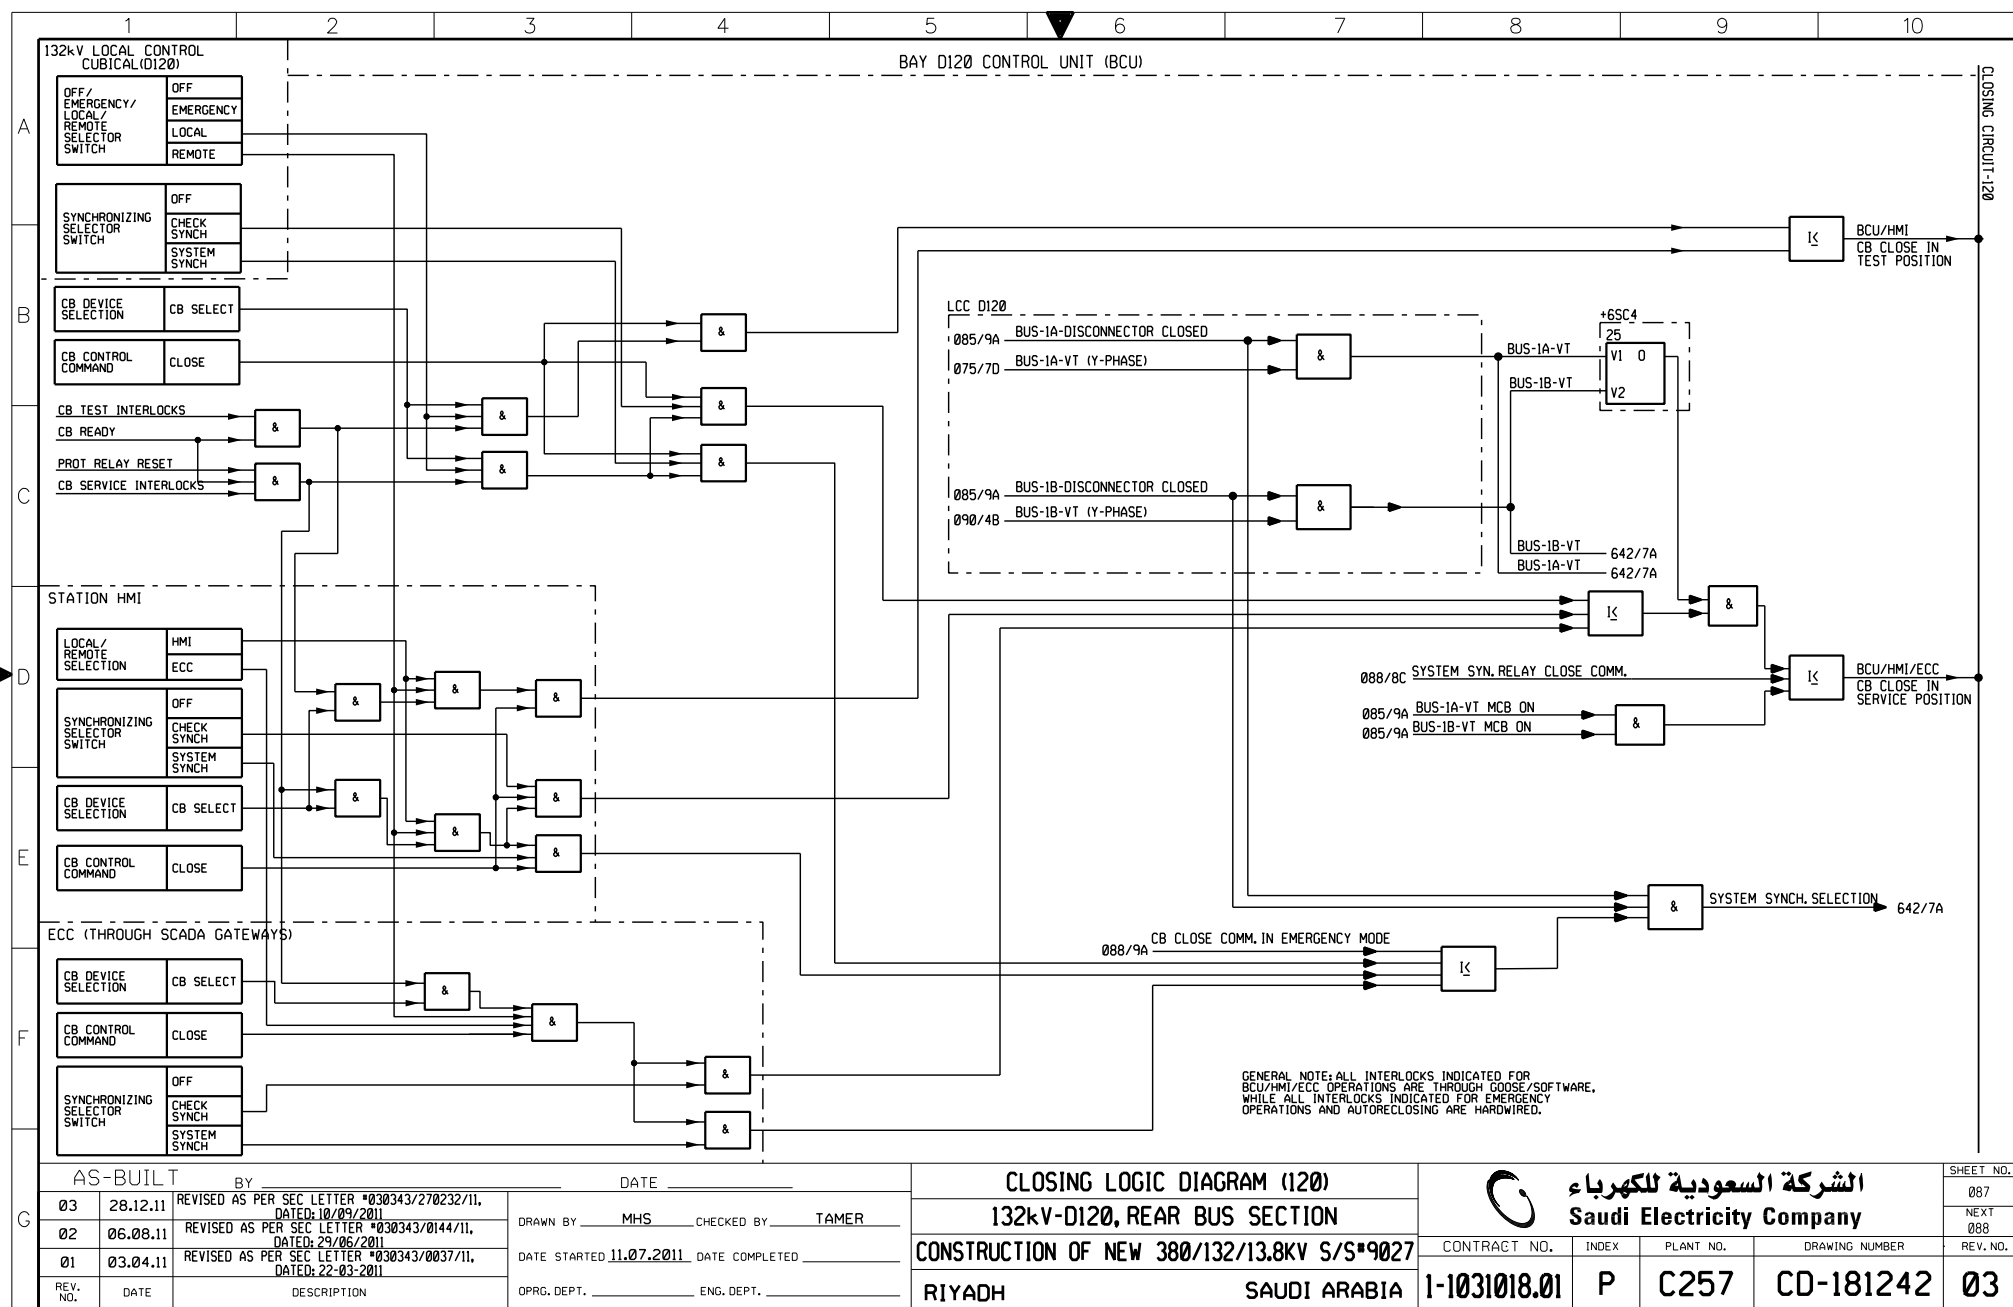 1 2 3 4 5 6 7 8 9 10
A
B
C
D
E
F
G
132kV LOCAL CONTROL
CUBICAL(D120)
BAY D120 CONTROL UNIT (BCU)
CLOSING CIRCUIT-120
OFF/
EMERGENCY/
LOCAL/
REMOTE
SELECTOR
SWITCH
OFF
EMERGENCY
LOCAL
REMOTE
SYNCHRONIZING
SELECTOR
SWITCH
OFF
CHECK
SYNCH
SYSTEM
SYNCH
CB DEVICE
SELECTION
CB SELECT
CB CONTROL
COMMAND
CLOSE
CB TEST INTERLOCKS
CB READY
PROT RELAY RESET
CB SERVICE INTERLOCKS
&
&
&
&
&
&
&
LCC D120
085/9A BUS-1A-DISCONNECTOR CLOSED
075/7D BUS-1A-VT (Y-PHASE)
&
085/9A BUS-1B-DISCONNECTOR CLOSED
090/4B BUS-1B-VT (Y-PHASE)
&
BUS-1A-VT
BUS-1B-VT
+6SC4
25
V1 O
V2
BUS-1B-VT 642/7A
BUS-1A-VT 642/7A
I<
BCU/HMI
CB CLOSE IN
TEST POSITION
I<
&
088/8C SYSTEM SYN.RELAY CLOSE COMM.
085/9A BUS-1A-VT MCB ON
085/9A BUS-1B-VT MCB ON
&
I<
BCU/HMI/ECC
CB CLOSE IN
SERVICE POSITION
STATION HMI
LOCAL/
REMOTE
SELECTION
HMI
ECC
SYNCHRONIZING
SELECTOR
SWITCH
OFF
CHECK
SYNCH
SYSTEM
SYNCH
CB DEVICE
SELECTION
CB SELECT
CB CONTROL
COMMAND
CLOSE
&
&
&
&
&
&
&
ECC (THROUGH SCADA GATEWAYS)
CB DEVICE
SELECTION
CB SELECT
CB CONTROL
COMMAND
CLOSE
SYNCHRONIZING
SELECTOR
SWITCH
OFF
CHECK
SYNCH
SYSTEM
SYNCH
&
&
&
&
088/9A CB CLOSE COMM.IN EMERGENCY MODE
I<
&
SYSTEM SYNCH.SELECTION 642/7A
GENERAL NOTE:ALL INTERLOCKS INDICATED FOR
BCU/HMI/ECC OPERATIONS ARE THROUGH GOOSE/SOFTWARE,
WHILE ALL INTERLOCKS INDICATED FOR EMERGENCY
OPERATIONS AND AUTORECLOSING ARE HARDWIRED.
AS-BUILT BY DATE
03 28.12.11 REVISED AS PER SEC LETTER #030343/270232/11,
DATED:10/09/2011
02 06.08.11 REVISED AS PER SEC LETTER #030343/0144/11,
DATED:29/06/2011
01 03.04.11 REVISED AS PER SEC LETTER #030343/0037/11,
DATED:22-03-2011
REV.
NO. DATE DESCRIPTION
DRAWN BY MHS CHECKED BY TAMER
DATE STARTED 11.07.2011 DATE COMPLETED
OPRG.DEPT. ENG.DEPT.
CLOSING LOGIC DIAGRAM (120)
132kV-D120,REAR BUS SECTION
CONSTRUCTION OF NEW 380/132/13.8KV S/S#9027
RIYADH SAUDI ARABIA
الشركة السعودية للكهرباء
Saudi Electricity Company
SHEET NO.
087
NEXT
088
CONTRACT NO. INDEX PLANT NO. DRAWING NUMBER REV.NO.
1-1031018.01 P C257 CD-181242 03